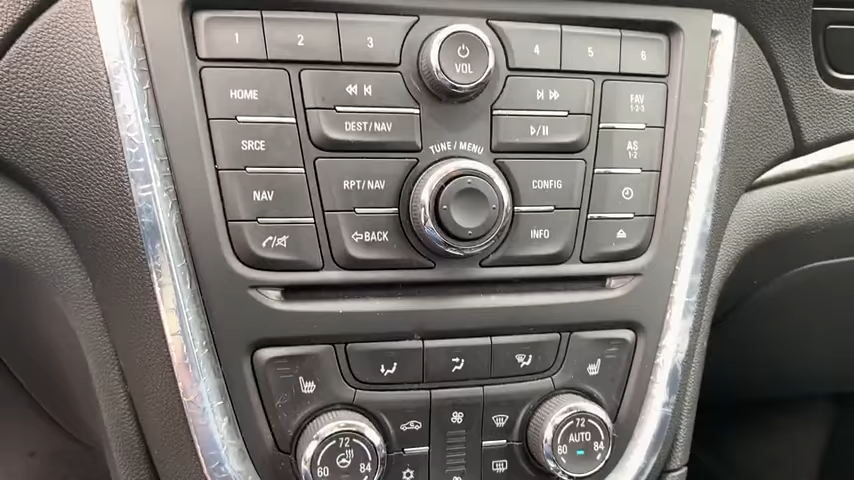 1 2 3 VOL 4 5 6
HOME FAV
1-2-3
DEST/NAV
SRCE TUNE / MENU AS
1-2
NAV RPT/NAV CONFIG
BACK INFO
72 72
AUTO
60 84 60 84